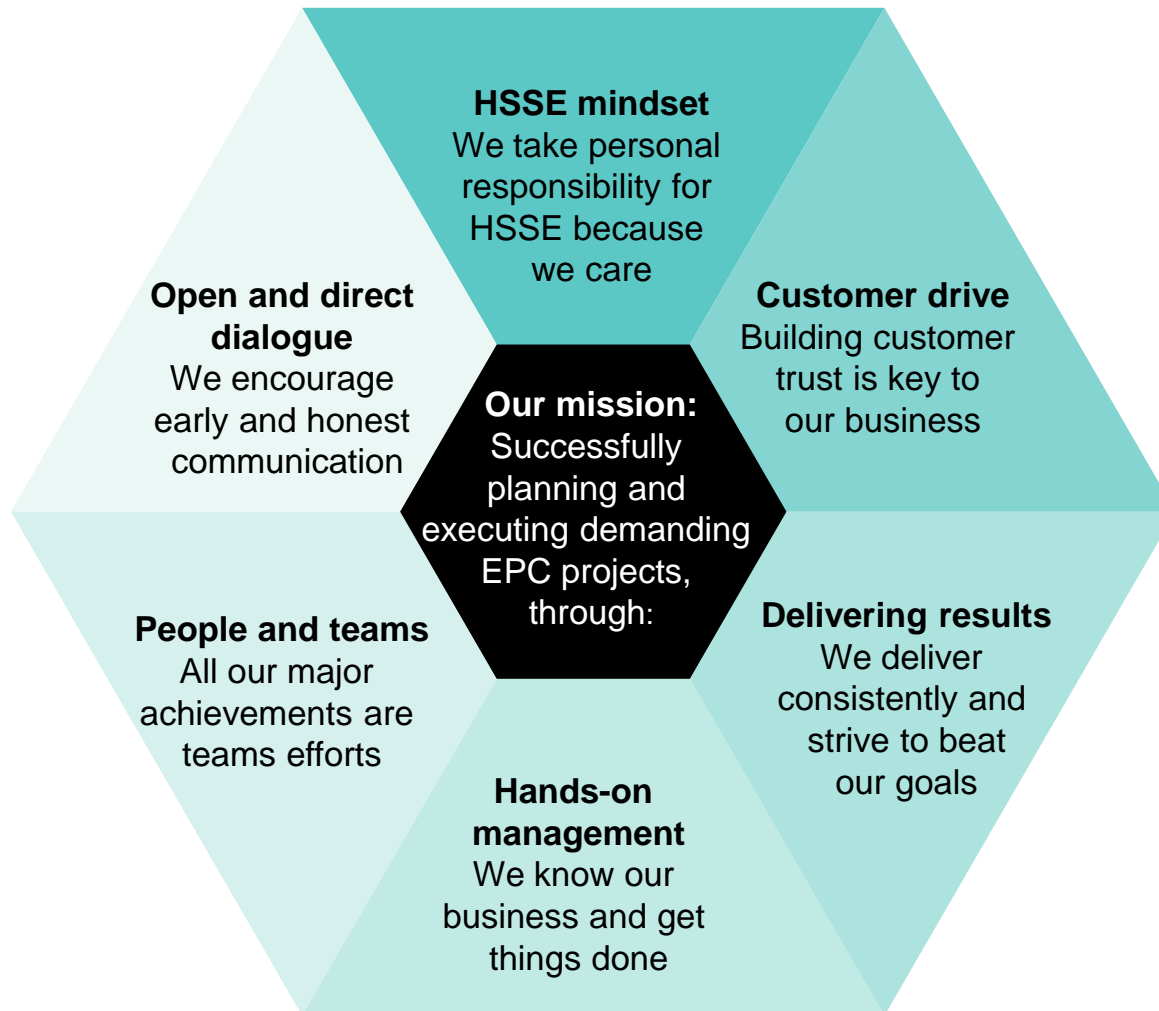 HSSE mindset
We take personal
responsibility for
HSSE because
we care
Customer drive
Building customer
trust is key to
our business
Delivering results
We deliver
consistently and
strive to beat
our goals
Hands-on
management
We know our
business and get
things done
People and teams
All our major
achievements are
teams efforts
Open and direct
dialogue
We encourage
early and honest
communication
Our mission:
Successfully
planning and
executing demanding
EPC projects,
through: